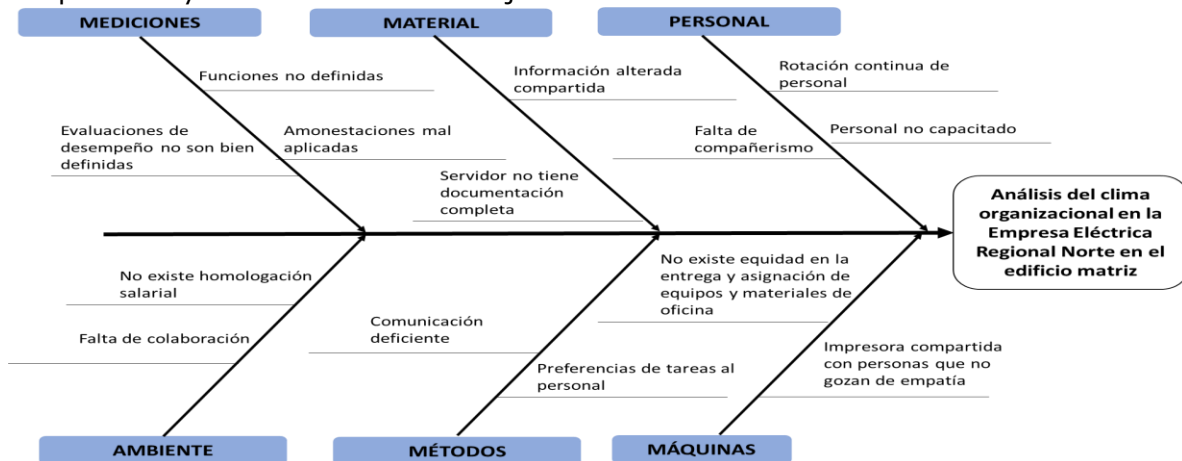 MEDICIONES
MATERIAL
PERSONAL
Funciones no definidas
Información alterada
compartida
Rotación continua de
personal
Evaluaciones de
desempeño no son bien
definidas
Amonestaciones mal
aplicadas
Falta de
compañerismo
Personal no capacitado
Servidor no tiene
documentación
completa
Análisis del clima
organizacional en la
Empresa Eléctrica
Regional Norte en el
edificio matriz
No existe homologación
salarial
No existe equidad en la
entrega y asignación de
equipos y materiales de
oficina
Falta de colaboración
Comunicación
deficiente
Preferencias de tareas al
personal
Impresora compartida
con personas que no
gozan de empatía
AMBIENTE
MÉTODOS
MÁQUINAS